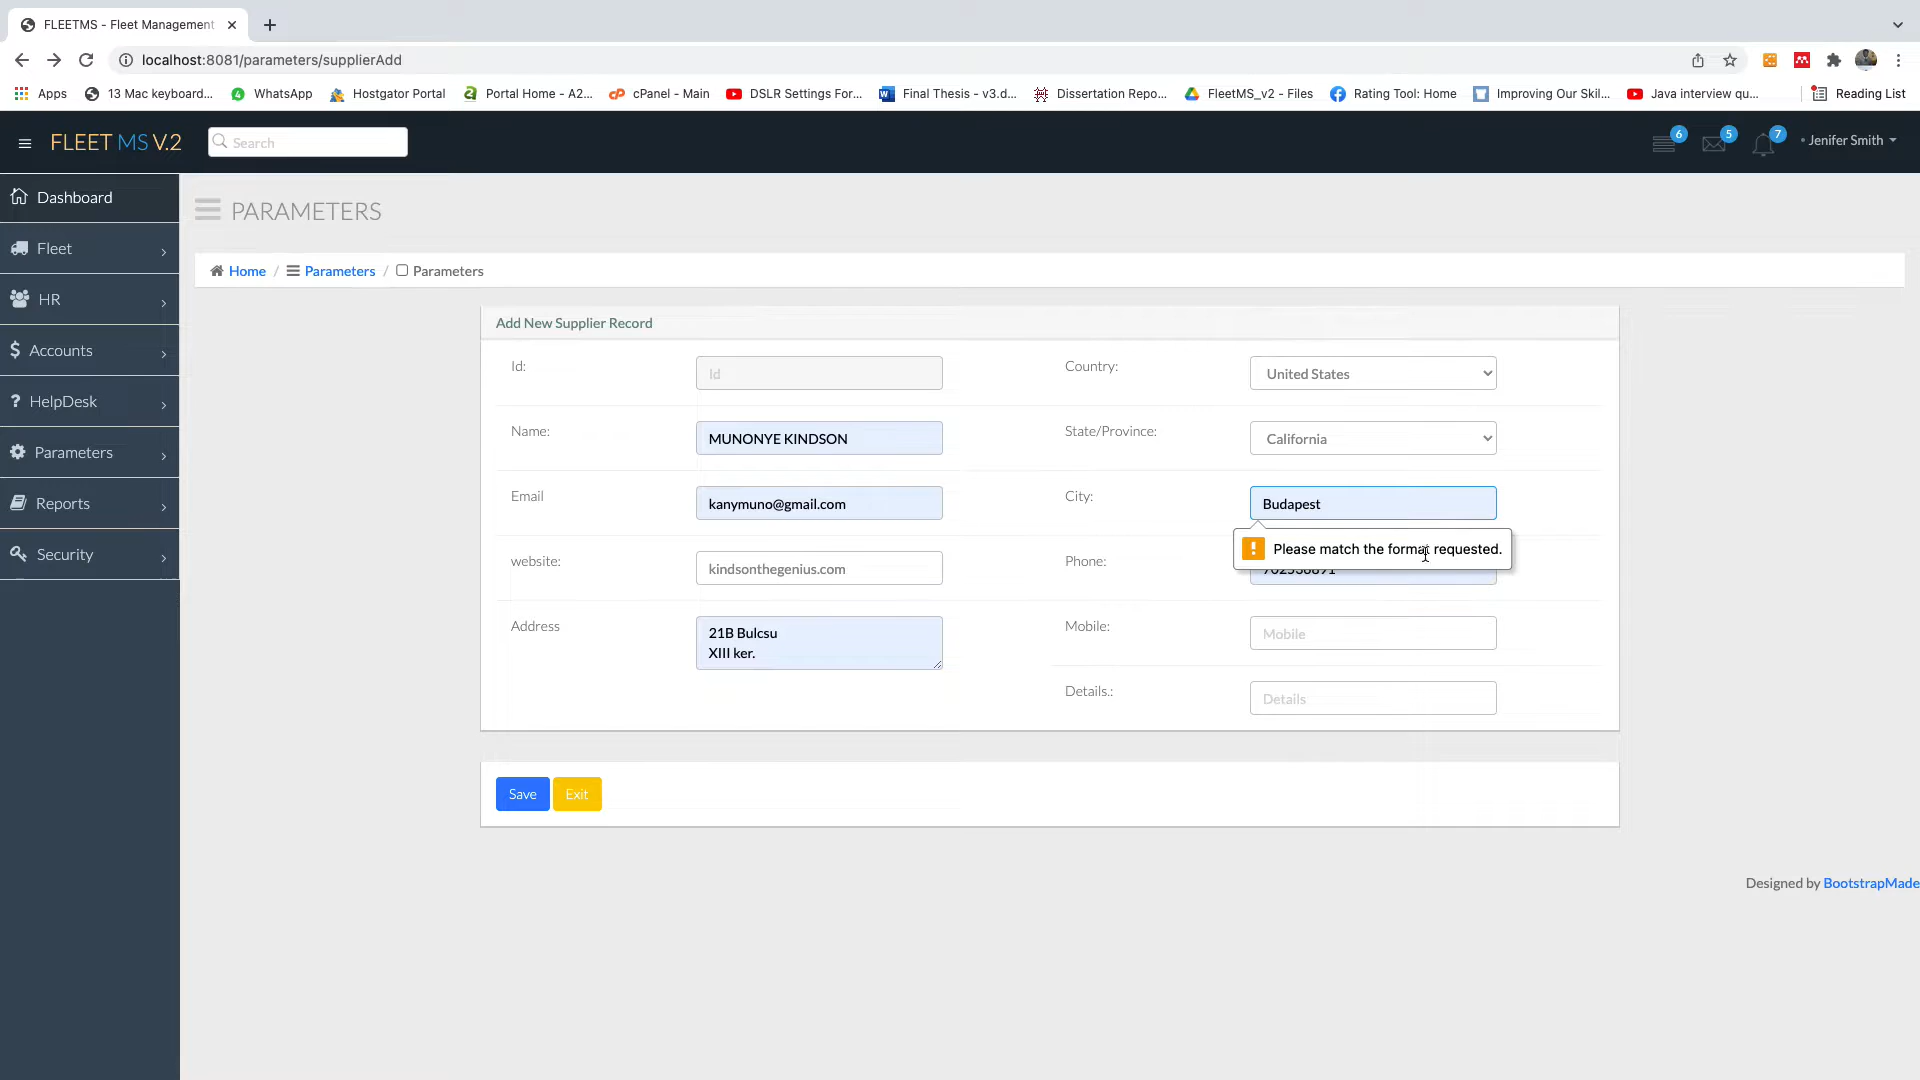 FLEETMS - Fleet Management
localhost:8081/parameters/supplierAdd
Apps
13 Mac keyboard...
WhatsApp
Hostgator Portal
Portal Home - A2...
cPanel - Main
DSLR Settings For...
Final Thesis - v3.d...
Dissertation Repo...
FleetMS_v2 - Files
Rating Tool: Home
Improving Our Skil...
Java interview qu...
Reading List
FLEET MS V.2
Search
6
5
7
Jenifer Smith
Dashboard
Fleet
HR
Accounts
HelpDesk
Parameters
Reports
Security
PARAMETERS
Home / Parameters / Parameters
Add New Supplier Record
Id:
Id
Country:
United States
Name:
MUNONYE KINDSON
State/Province:
California
Email
kanymuno@gmail.com
City:
Budapest
Please match the format requested.
website:
kindsonthegenius.com
Phone:
Address
21B Bulcsu
XIII ker.
Mobile:
Mobile
Details.:
Details
Save
Exit
Designed by BootstrapMade